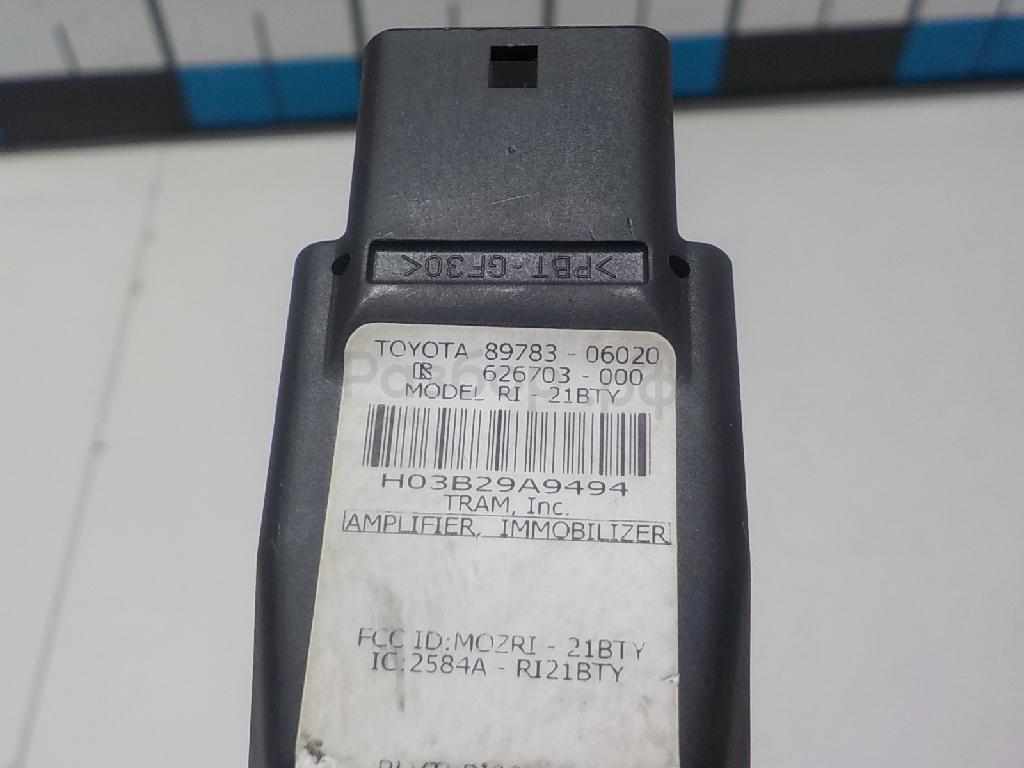 >PBT-GF30<
TOYOTA 89783 - 06020
626703 - 000
MODEL RI - 21BTY
H03B29A9494
TRAM, Inc.
AMPLIFIER, IMMOBILIZER
FCC ID:MOZRI - 21BTY
IC:2584A - RI21BTY